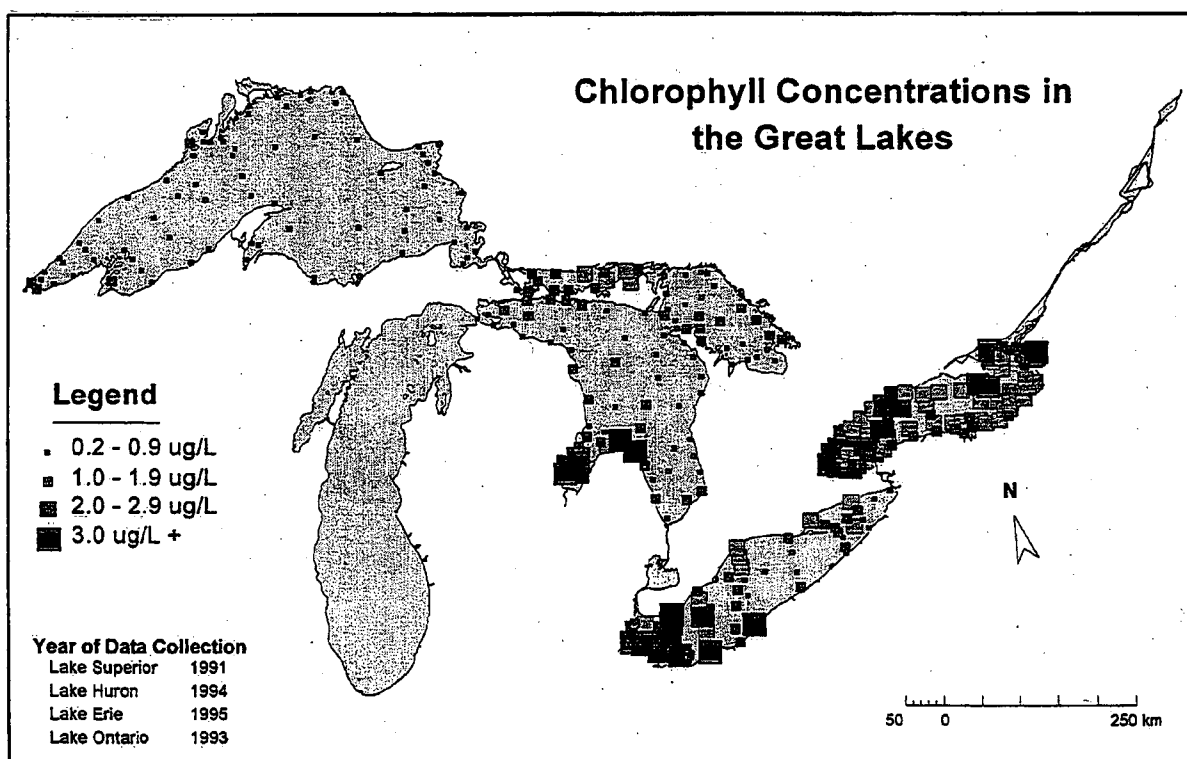 Chlorophyll Concentrations in
the Great Lakes
Legend
0.2 - 0.9 ug/L
1.0 - 1.9 ug/L
2.0 - 2.9 ug/L
3.0 ug/L +
N
Year of Data Collection
Lake Superior 1991
Lake Huron 1994
Lake Erie 1995
Lake Ontario 1993
50 0 250 km